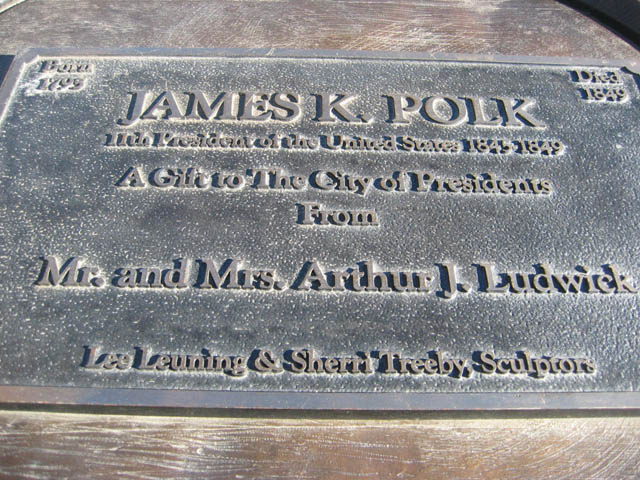 Born
1795
Died
1849
JAMES K. POLK
11th President of the United States 1845-1849
A Gift to The City of Presidents
From
Mr. and Mrs. Arthur J. Ludwick
Lee Leuning & Sherri Treeby, Sculptors